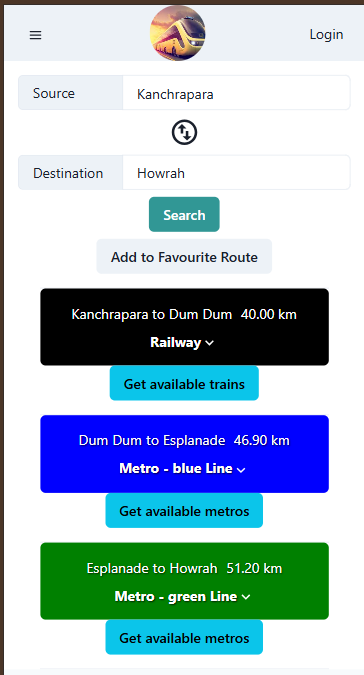 Login
Source Kanchrapara
Destination Howrah
Search
Add to Favourite Route
Kanchrapara to Dum Dum 40.00 km
Railway
Get available trains
Dum Dum to Esplanade 46.90 km
Metro - blue Line
Get available metros
Esplanade to Howrah 51.20 km
Metro - green Line
Get available metros